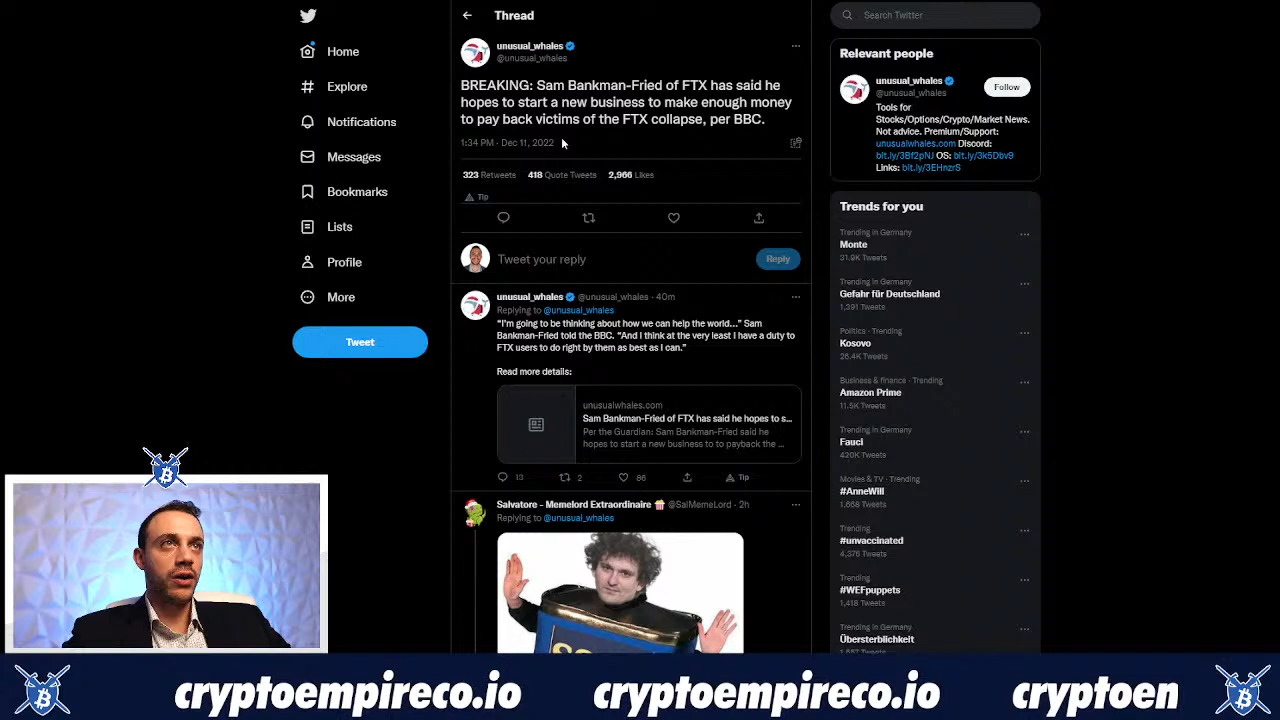 Home
Explore
Notifications
Messages
Bookmarks
Lists
Profile
More
Tweet
Thread
unusual_whales
@unusual_whales
BREAKING: Sam Bankman-Fried of FTX has said he
hopes to start a new business to make enough money
to pay back victims of the FTX collapse, per BBC.
1:34 PM · Dec 11, 2022
323 Retweets 418 Quote Tweets 2,966 Likes
Tip
Tweet your reply
Reply
unusual_whales @unusual_whales · 40m
Replying to @unusual_whales
“I'm going to be thinking about how we can help the world...” Sam
Bankman-Fried told the BBC. “And I think at the very least I have a duty to
FTX users to do right by them as best as I can.”
Read more details:
unusualwhales.com
Sam Bankman-Fried of FTX has said he hopes to s...
Per the Guardian: Sam Bankman-Fried has said he
hopes to start a new business to to payback the ...
13 2 86 Tip
Salvatore - Memelord Extraordinaire @SalMemeLord · 2h
Replying to @unusual_whales
Search Twitter
Relevant people
unusual_whales
@unusual_whales
Follow
Tools for
Stocks/Options/Crypto/Market News.
Not advice. Premium/Support:
unusualwhales.com Discord:
bit.ly/3Bf2pNJ OS: bit.ly/3k5Dbv9
Links: bit.ly/3EHnzrS
Trends for you
Trending in Germany
Monte
31.9K Tweets
Trending in Germany
Gefahr für Deutschland
1,391 Tweets
Politics · Trending
Kosovo
26.4K Tweets
Business & finance · Trending
Amazon Prime
11.5K Tweets
Trending in Germany
Fauci
420K Tweets
Movies & TV · Trending
#AnneWill
1,668 Tweets
Trending
#unvaccinated
4,376 Tweets
Trending
#WEFpuppets
1,418 Tweets
Trending in Germany
Übersterblichkeit
cryptoempireco.io cryptoempireco.io cryptoen